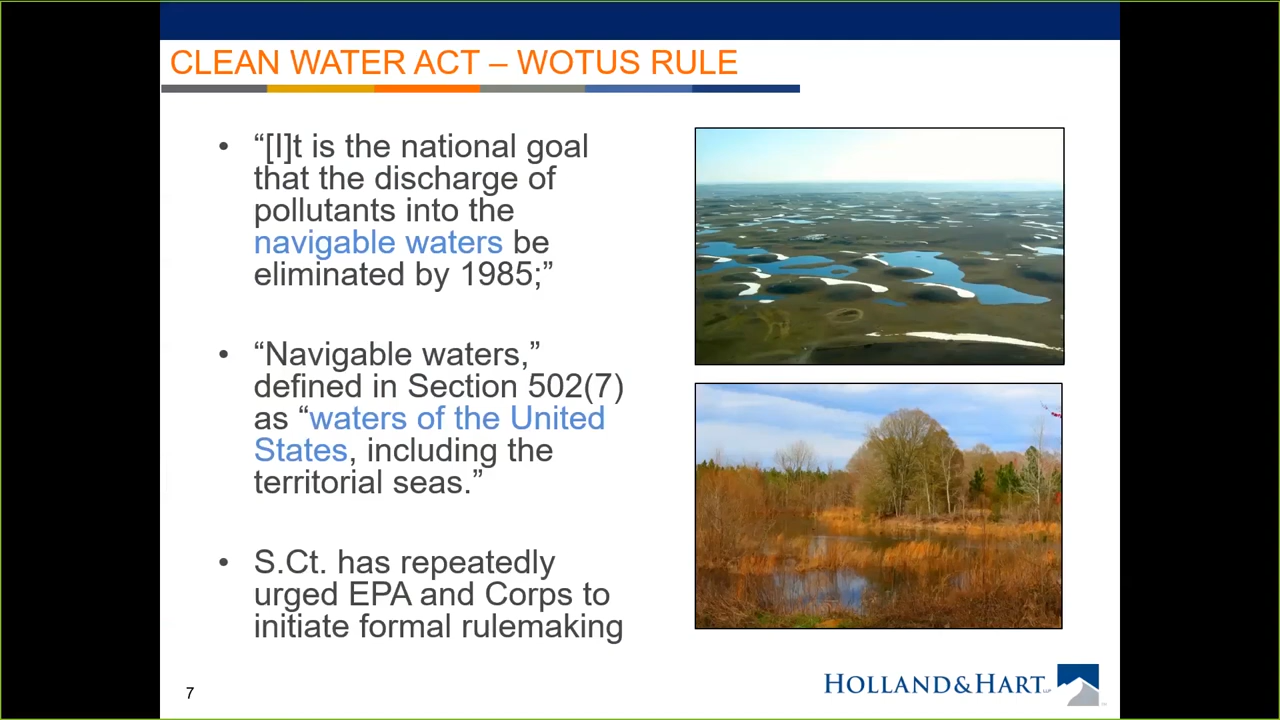 CLEAN WATER ACT – WOTUS RULE
• “[I]t is the national goal
that the discharge of
pollutants into the
navigable waters be
eliminated by 1985;”
• “Navigable waters,”
defined in Section 502(7)
as “waters of the United
States, including the
territorial seas.”
• S.Ct. has repeatedly
urged EPA and Corps to
initiate formal rulemaking
7
HOLLAND&HART LLP